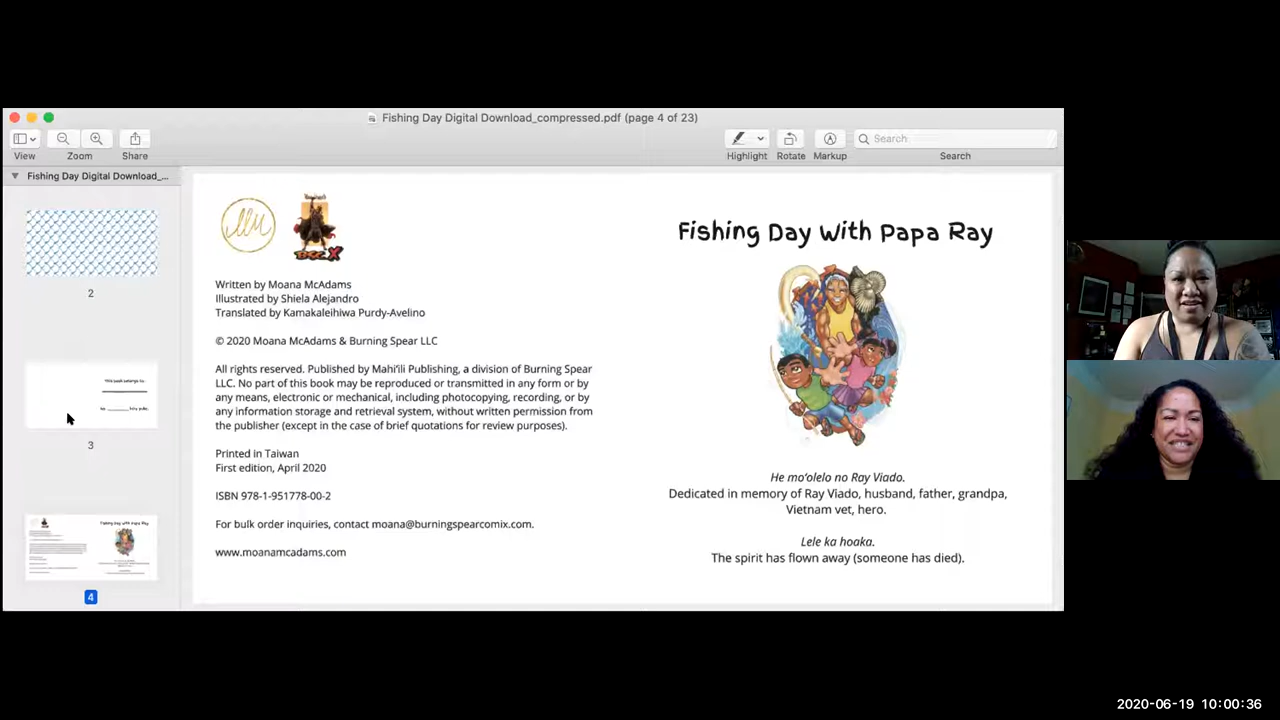 Fishing Day Digital Download_compressed.pdf (page 4 of 23)
View
Zoom
Share
Highlight
Rotate
Markup
Search
Search
Fishing Day Digital Download_...
2
This book belongs to:
3
4
Written by Moana McAdams
Illustrated by Shiela Alejandro
Translated by Kamakaleihiwa Purdy-Avelino
© 2020 Moana McAdams & Burning Spear LLC
All rights reserved. Published by Mahi‘ili Publishing, a division of Burning Spear
LLC. No part of this book may be reproduced or transmitted in any form or by
any means, electronic or mechanical, including photocopying, recording, or by
any information storage and retrieval system, without written permission from
the publisher (except in the case of brief quotations for review purposes).
Printed in Taiwan
First edition, April 2020
ISBN 978-1-951778-00-2
For bulk order inquiries, contact moana@burningspearcomix.com.
www.moanamcadams.com
Fishing Day With Papa Ray
He mo‘olelo no Ray Viado.
Dedicated in memory of Ray Viado, husband, father, grandpa,
Vietnam vet, hero.
Lele ka hoaka.
The spirit has flown away (someone has died).
2020-06-19 10:00:36